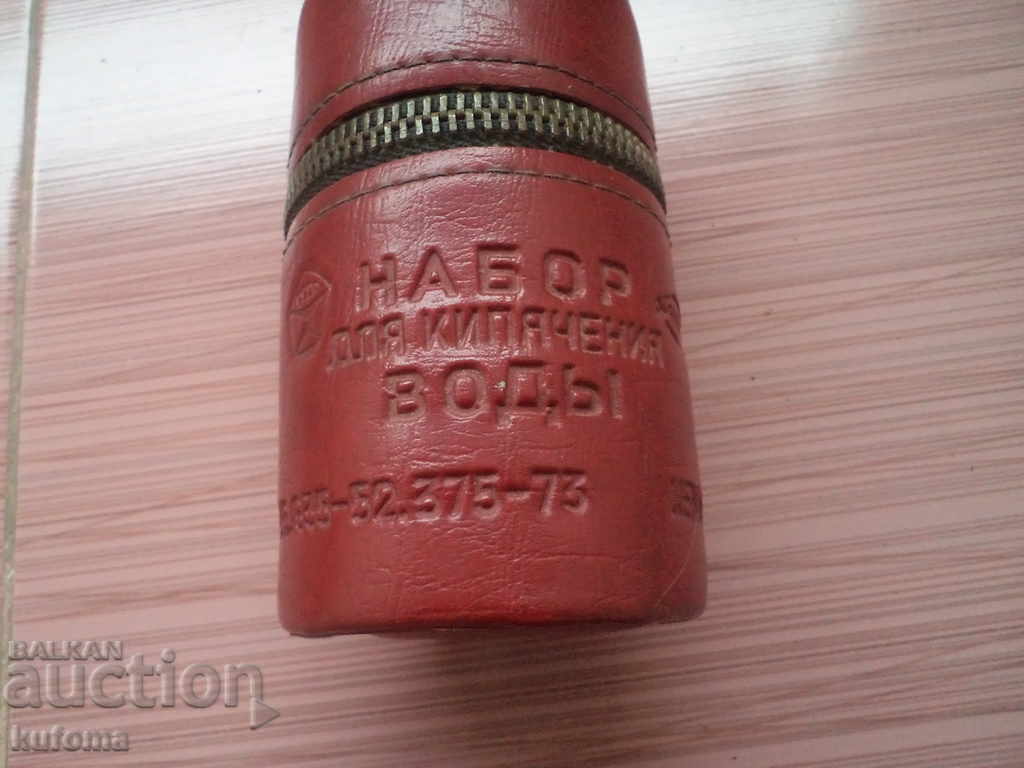 НАБОР
ДЛЯ КИПЯЧЕНИЯ
ВОДЫ
-52.375-73
BALKAN
auction
kufoma